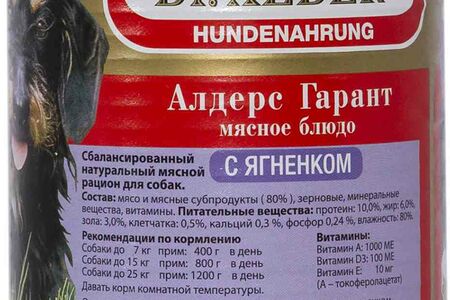 HUNDENAHRUNG
Алдерс Гарант
мясное блюдо
С ЯГНЕНКОМ
Сбалансированный
натуральный мясной
рацион для собак.
Состав: мясо и мясные субпродукты ( 80% ), зерновые, минеральные
вещества, витамины. Питательные вещества: протеин: 10,0%, жир: 6,0%,
зола: 3,0%, клетчатка: 0,5%, кальций 0,3 %, фосфор 0,24 %, влажность: 80%.
Рекомендации по кормлению
Собаки до 7 кг прим: 400 г в день
Собаки до 15 кг прим: 800 г в день
Собаки до 25 кг прим: 1200 г в день
Давать корм комнатной температуры.
Витамины:
Витамин А: 1000 МЕ
Витамин D3: 100 МЕ
Витамин Е: 10 мг
(А – токоферолацетат)